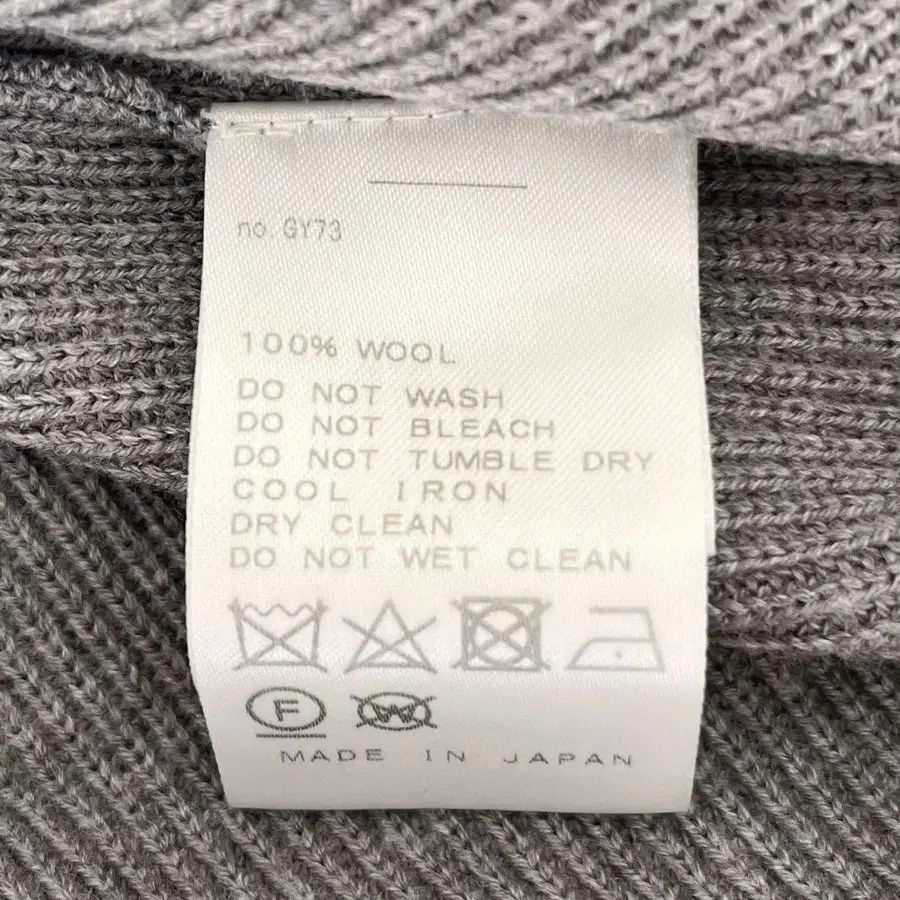 no. GY73
100% WOOL
DO NOT WASH
DO NOT BLEACH
DO NOT TUMBLE DRY
COOL IRON
DRY CLEAN
DO NOT WET CLEAN
F W
MADE IN JAPAN